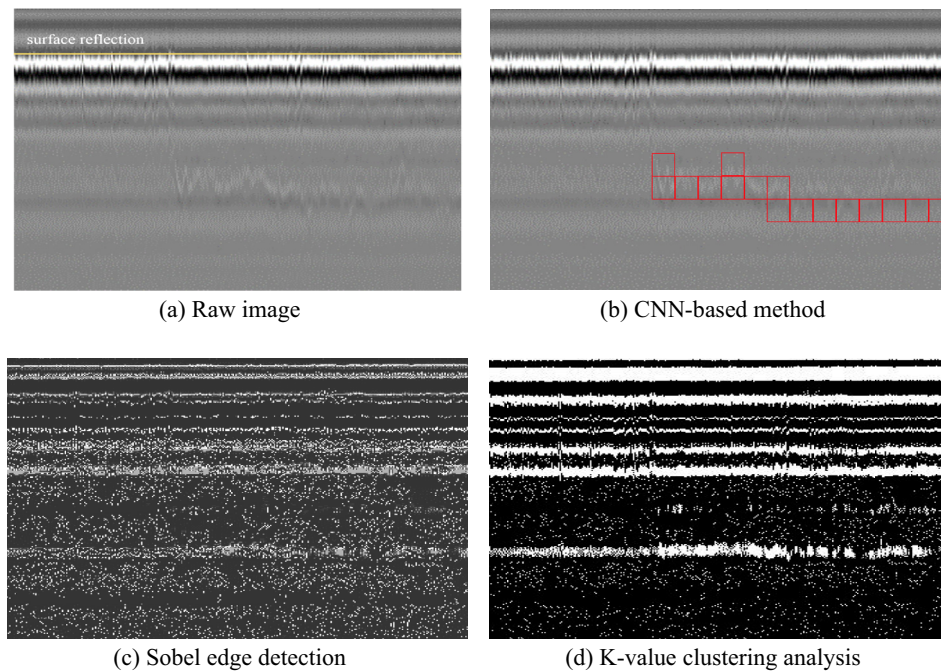 surface reflection
(a) Raw image
(b) CNN-based method
(c) Sobel edge detection
(d) K-value clustering analysis